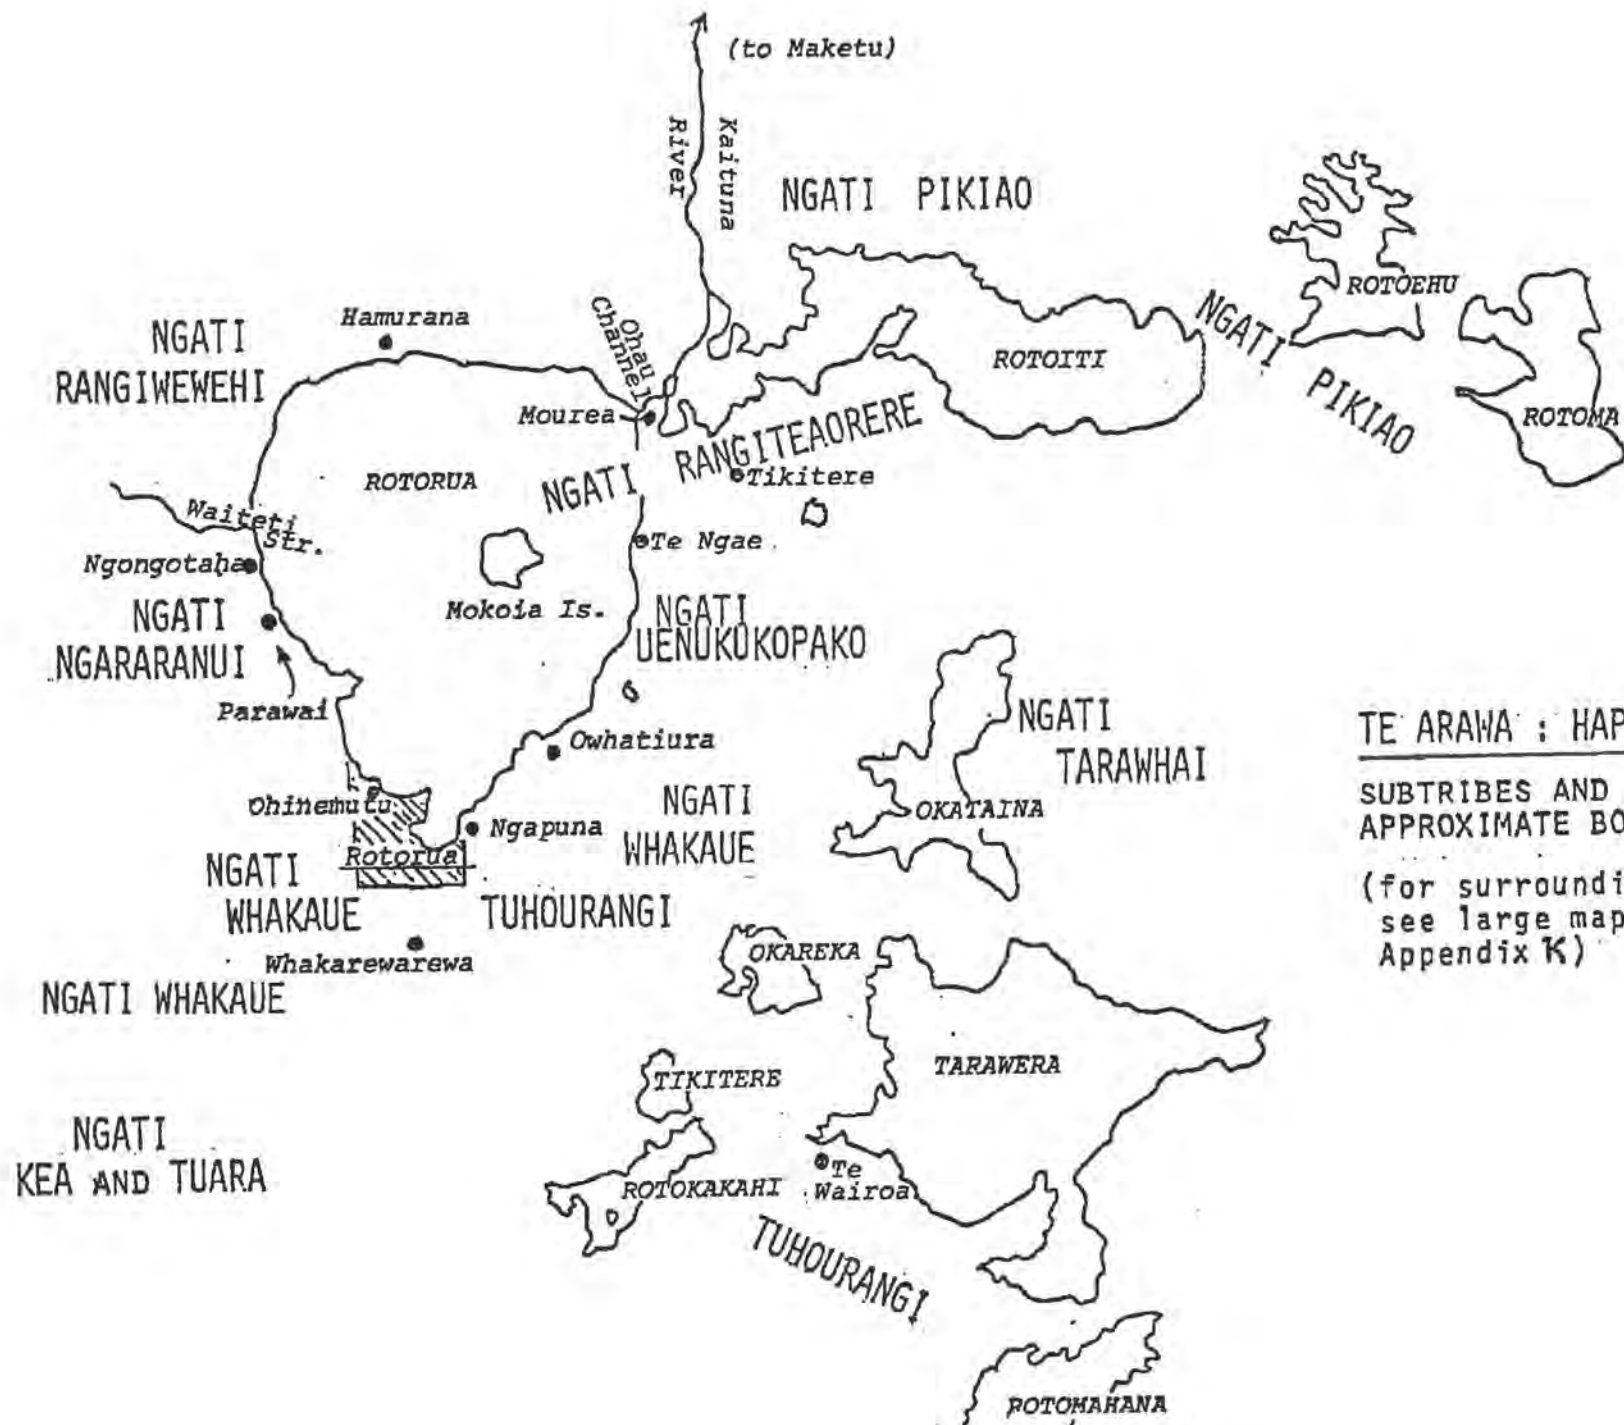 (to Maketu)
River
Kaituna
NGATI PIKIAO
ROTOEHU
NGATI
PIKIAO
ROTOMA
Hamurana
NGATI
RANGIWEWEHI
Ohau
Channel
ROTOITI
Mourea
NGATI RANGITEAORERE
Tikitere
ROTORUA
Waiteti
Str.
Te Ngae
Ngongotaha
Mokoia Is.
NGATI
NGARARANUI
NGATI
UENUKUKOPAKO
Parawai
Owhatiura
NGATI
TARAWHAI
TE ARAWA : HAP
SUBTRIBES AND
APPROXIMATE BO
(for surroundi
see large map
Appendix K)
Ohinemutu
Ngapuna
NGATI
WHAKAUE
OKATAINA
Rotorua
NGATI
WHAKAUE
TUHOURANGI
Whakarewarewa
NGATI WHAKAUE
OKAREKA
TARAWERA
TIKITERE
NGATI
KEA AND TUARA
ROTOKAKAHI
Te
Wairoa
TUHOURANGI
ROTOMAHANA